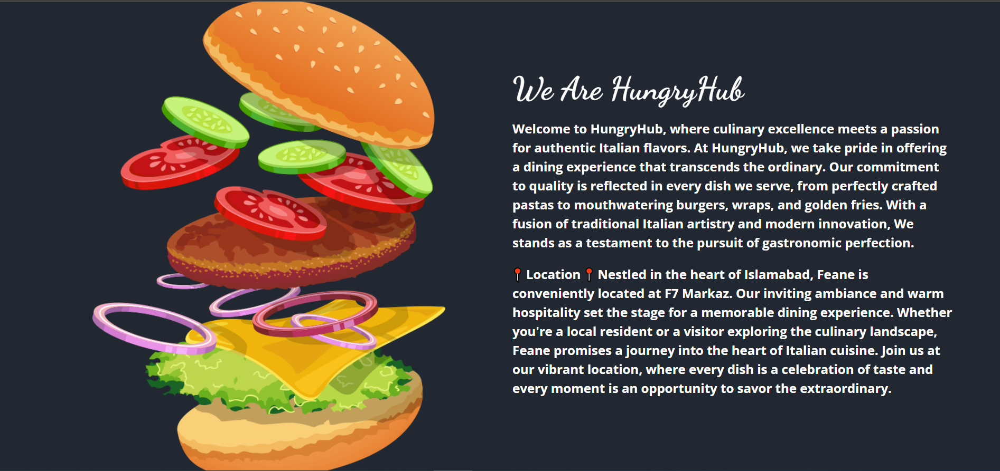 We Are HungryHub
Welcome to HungryHub, where culinary excellence meets a passion
for authentic Italian flavors. At HungryHub, we take pride in offering
a dining experience that transcends the ordinary. Our commitment
to quality is reflected in every dish we serve, from perfectly crafted
pastas to mouthwatering burgers, wraps, and golden fries. With a
fusion of traditional Italian artistry and modern innovation, We
stands as a testament to the pursuit of gastronomic perfection.
📍 Location 📍 Nestled in the heart of Islamabad, Feane is
conveniently located at F7 Markaz. Our inviting ambiance and warm
hospitality set the stage for a memorable dining experience. Whether
you're a local resident or a visitor exploring the culinary landscape,
Feane promises a journey into the heart of Italian cuisine. Join us at
our vibrant location, where every dish is a celebration of taste and
every moment is an opportunity to savor the extraordinary.